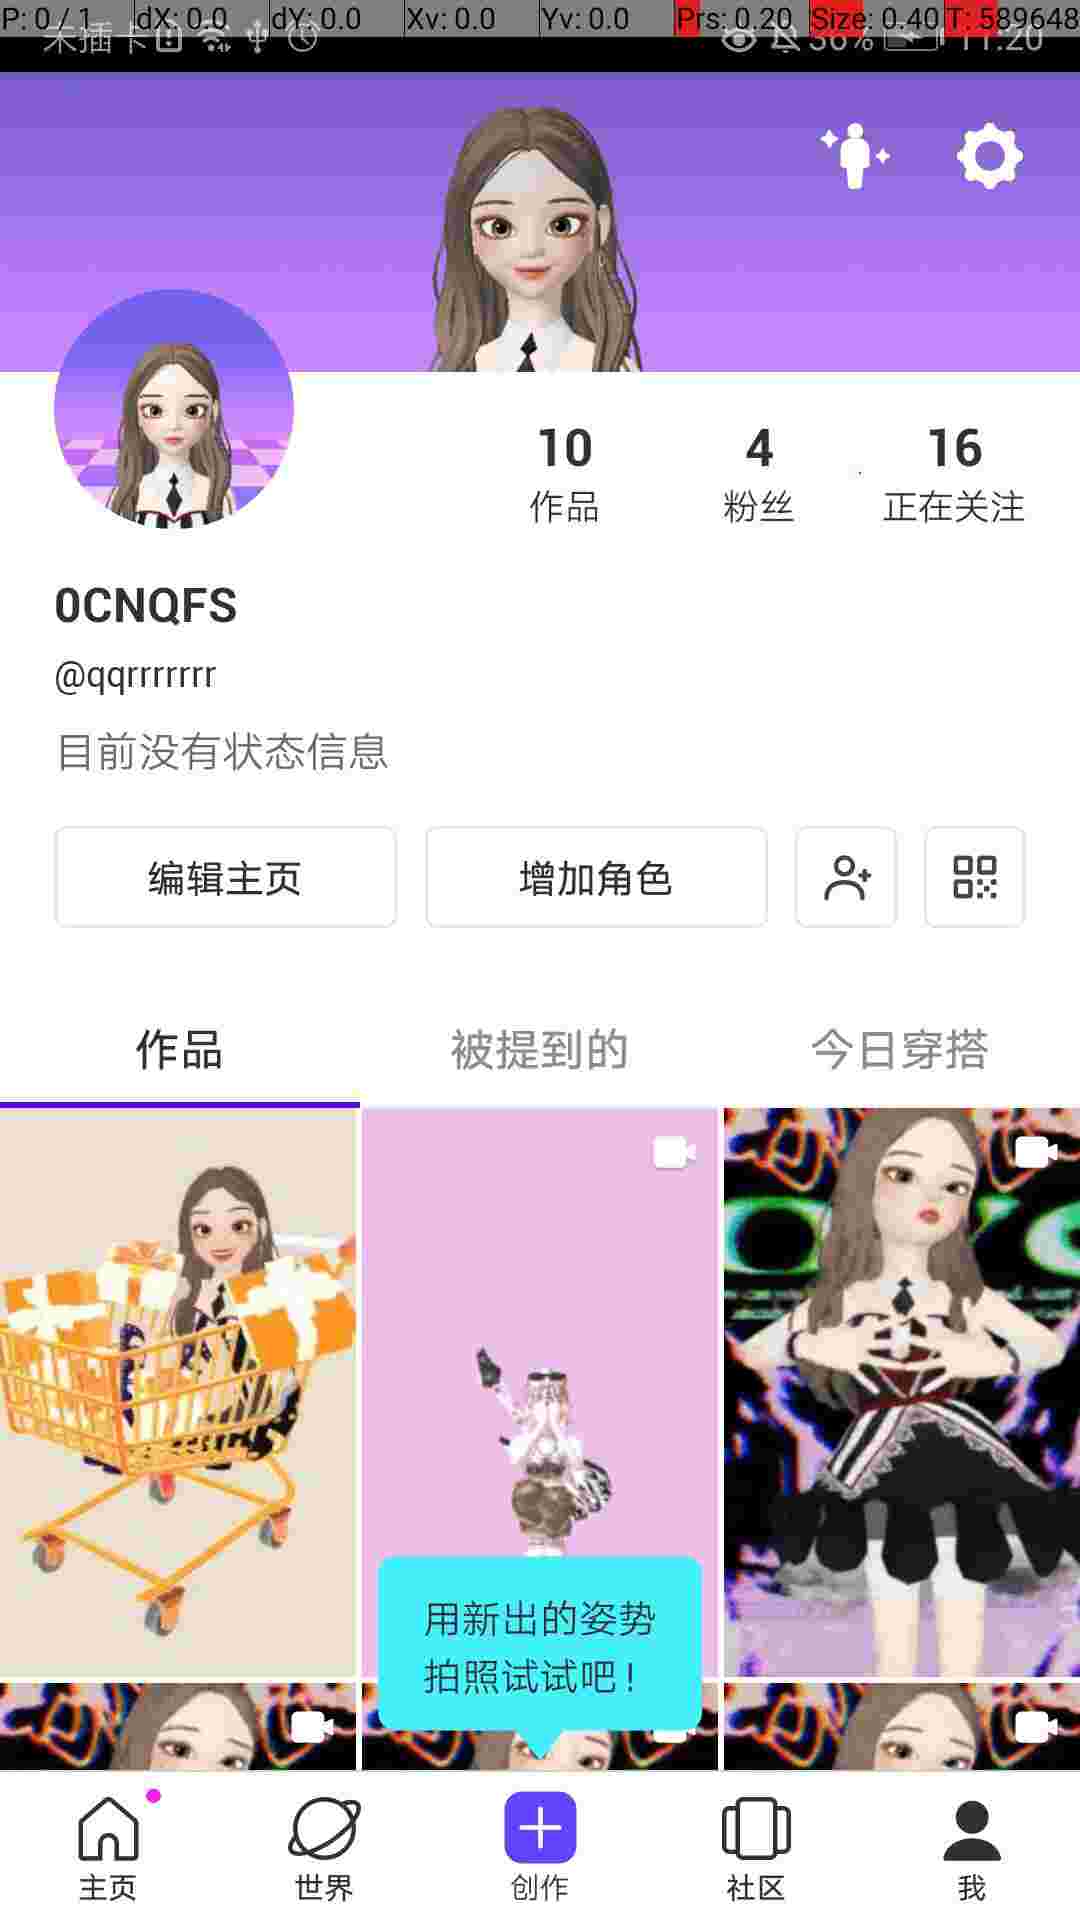 P: 0 / 1 dX: 0.0 dY: 0.0 Xv: 0.0 Yv: 0.0 Prs: 0.20 Size: 0.40 T: 589648
未插卡 36% 11:20
10 4 16
作品 粉丝 正在关注
0CNQFS
@qqrrrrrrr
目前没有状态信息
编辑主页 增加角色
作品 被提到的 今日穿搭
用新出的姿势
拍照试试吧!
主页 世界 创作 社区 我